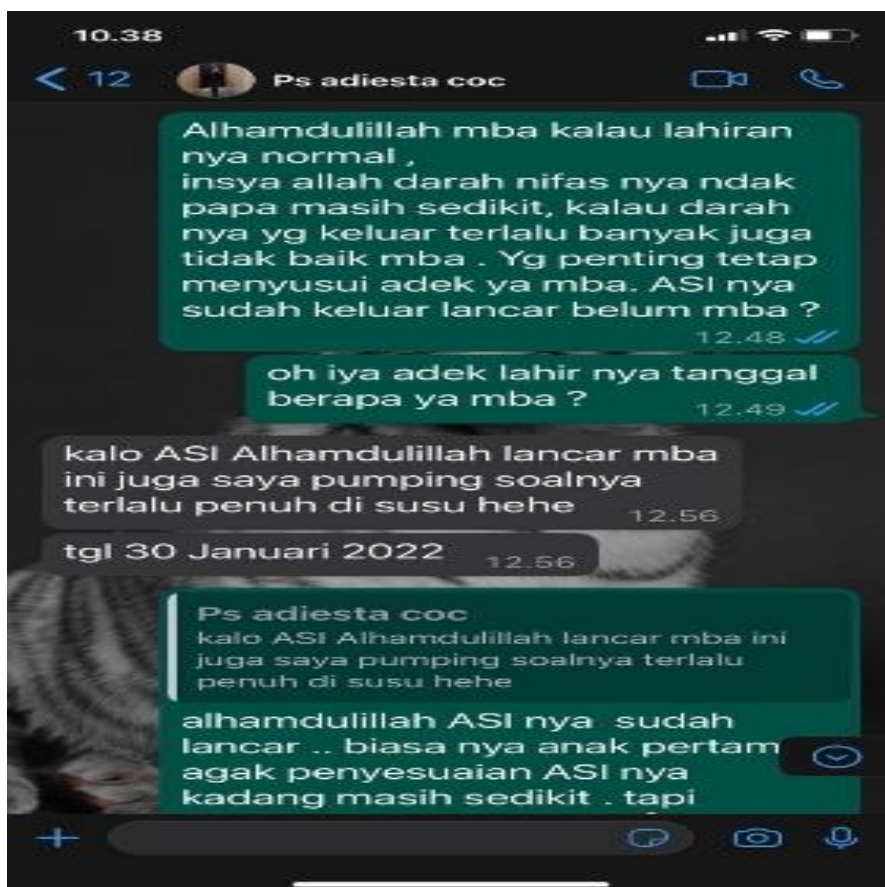 10.38
12
Ps adiesta coc
Alhamdulillah mba kalau lahiran
nya normal ,
insya allah darah nifas nya ndak
papa masih sedikit, kalau darah
nya yg keluar terlalu banyak juga
tidak baik mba . Yg penting tetap
menyusui adek ya mba. ASI nya
sudah keluar lancar belum mba ?
12.48
oh iya adek lahir nya tanggal
berapa ya mba ?
12.49
kalo ASI Alhamdulillah lancar mba
ini juga saya pumping soalnya
terlalu penuh di susu hehe
12.56
tgl 30 Januari 2022
12.56
Ps adiesta coc
kalo ASI Alhamdulillah lancar mba ini
juga saya pumping soalnya terlalu
penuh di susu hehe
alhamdulillah ASI nya sudah
lancar .. biasa nya anak pertam
agak penyesuaian ASI nya
kadang masih sedikit . tapi